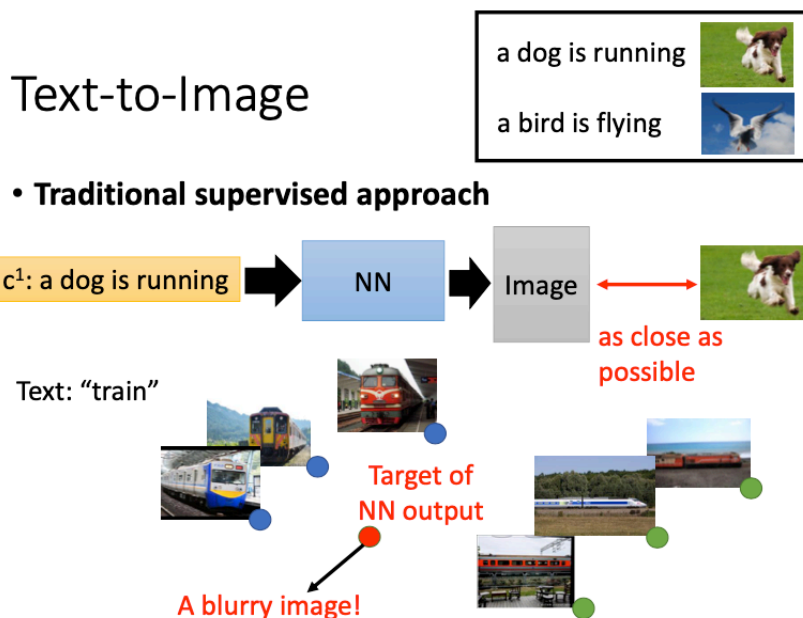 a dog is running
a bird is flying
Text-to-Image
• Traditional supervised approach
c¹: a dog is running
NN
Image
as close as
possible
Text: “train”
Target of
NN output
A blurry image!